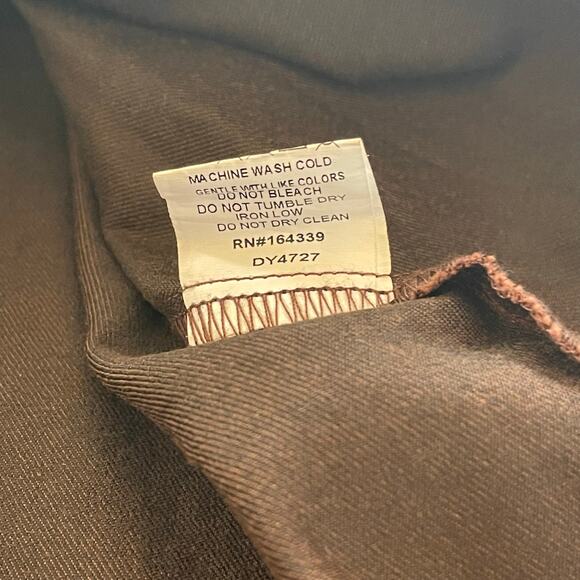 MACHINE WASH COLD
GENTLE WITH LIKE COLORS
DO NOT BLEACH
DO NOT TUMBLE DRY
IRON LOW
DO NOT DRY CLEAN
RN#164339
DY4727